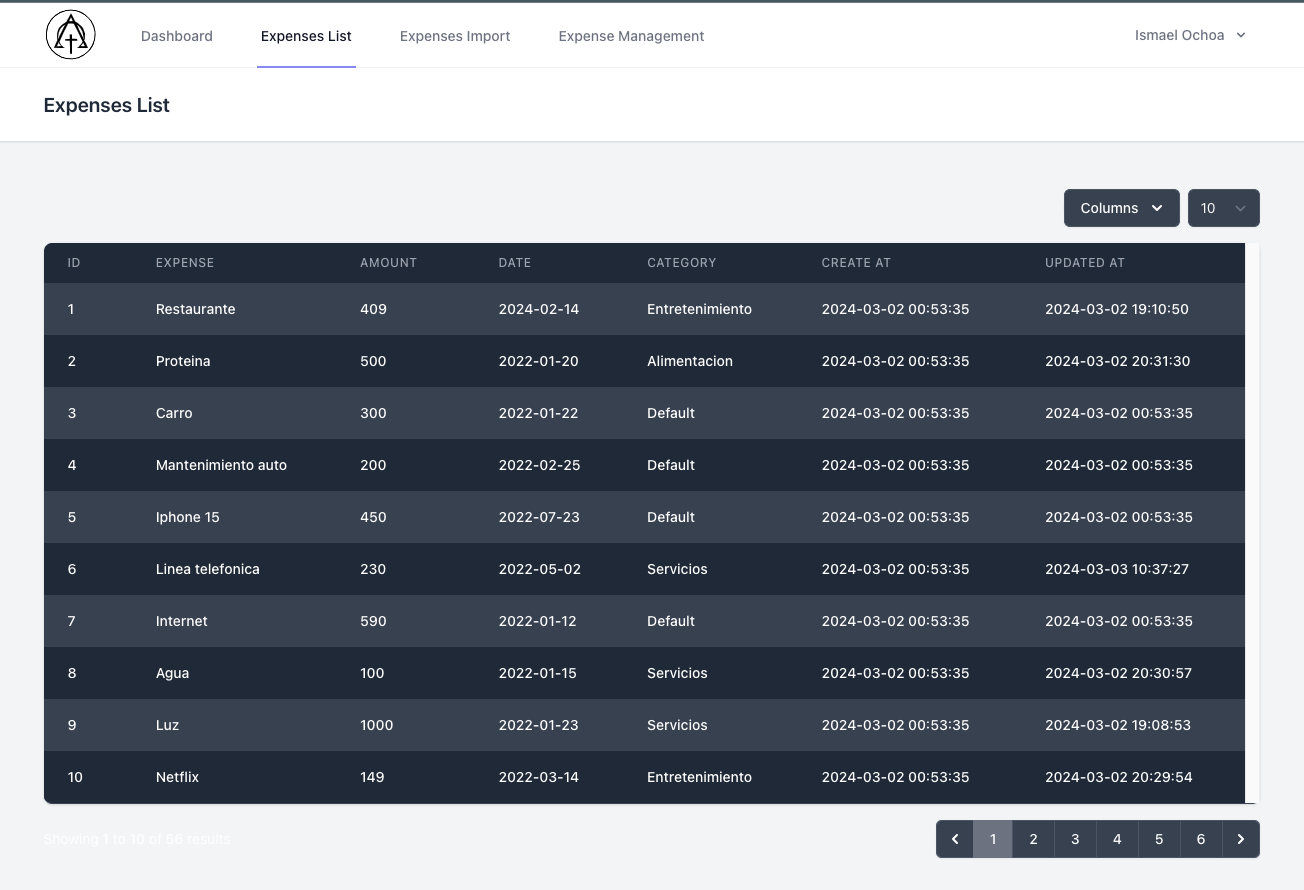 Dashboard Expenses List Expenses Import Expense Management Ismael Ochoa
Expenses List
Columns 10
ID EXPENSE AMOUNT DATE CATEGORY CREATE AT UPDATED AT
1 Restaurante 409 2024-02-14 Entretenimiento 2024-03-02 00:53:35 2024-03-02 19:10:50
2 Proteina 500 2022-01-20 Alimentacion 2024-03-02 00:53:35 2024-03-02 20:31:30
3 Carro 300 2022-01-22 Default 2024-03-02 00:53:35 2024-03-02 00:53:35
4 Mantenimiento auto 200 2022-02-25 Default 2024-03-02 00:53:35 2024-03-02 00:53:35
5 Iphone 15 450 2022-07-23 Default 2024-03-02 00:53:35 2024-03-02 00:53:35
6 Linea telefonica 230 2022-05-02 Servicios 2024-03-02 00:53:35 2024-03-03 10:37:27
7 Internet 590 2022-01-12 Default 2024-03-02 00:53:35 2024-03-02 00:53:35
8 Agua 100 2022-01-15 Servicios 2024-03-02 00:53:35 2024-03-02 20:30:57
9 Luz 1000 2022-01-23 Servicios 2024-03-02 00:53:35 2024-03-02 19:08:53
10 Netflix 149 2022-03-14 Entretenimiento 2024-03-02 00:53:35 2024-03-02 20:29:54
Showing 1 to 10 of 56 results 1 2 3 4 5 6